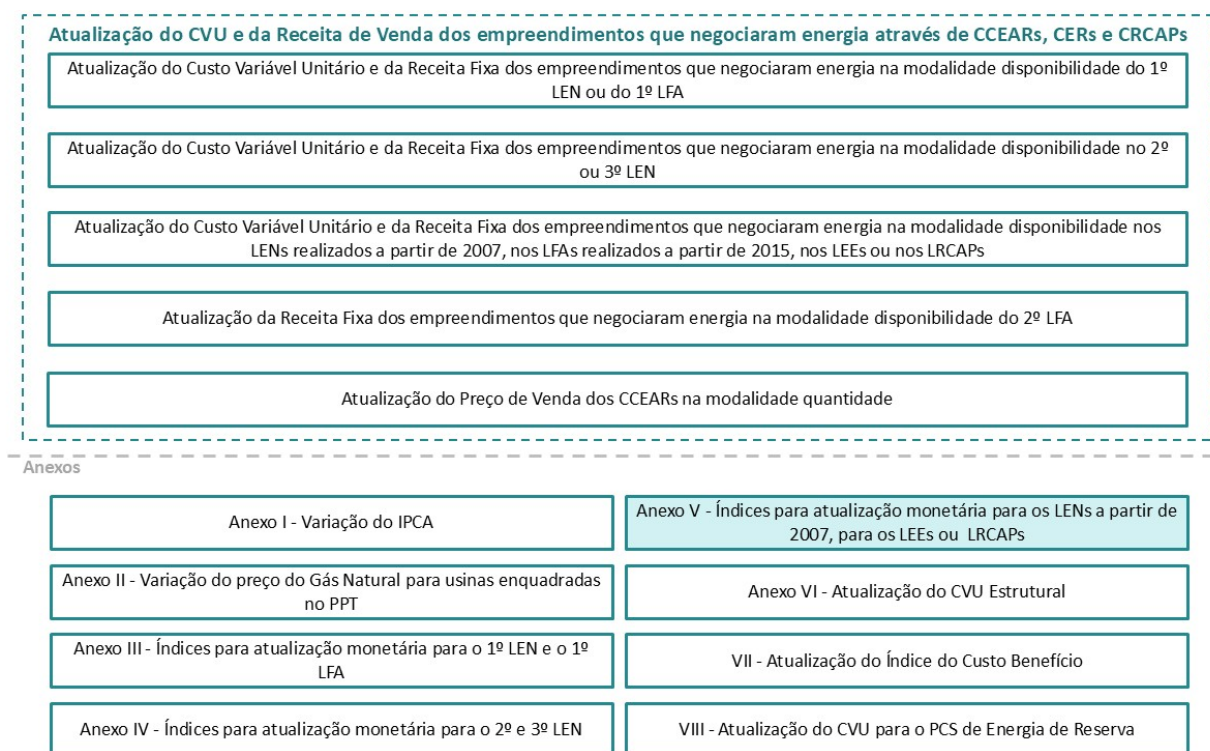 Atualização do CVU e da Receita de Venda dos empreendimentos que negociaram energia através de CCEARs, CERs e CRCAPs
Atualização do Custo Variável Unitário e da Receita Fixa dos empreendimentos que negociaram energia na modalidade disponibilidade do 1º
LEN ou do 1º LFA
Atualização do Custo Variável Unitário e da Receita Fixa dos empreendimentos que negociaram energia na modalidade disponibilidade no 2º
ou 3º LEN
Atualização do Custo Variável Unitário e da Receita Fixa dos empreendimentos que negociaram energia na modalidade disponibilidade nos
LENs realizados a partir de 2007, nos LFAs realizados a partir de 2015, nos LEEs ou nos LRCAPs
Atualização da Receita Fixa dos empreendimentos que negociaram energia na modalidade disponibilidade do 2º LFA
Atualização do Preço de Venda dos CCEARs na modalidade quantidade
Anexos
Anexo I - Variação do IPCA
Anexo II - Variação do preço do Gás Natural para usinas enquadradas
no PPT
Anexo III - Índices para atualização monetária para o 1º LEN e o 1º
LFA
Anexo IV - Índices para atualização monetária para o 2º e 3º LEN
Anexo V - Índices para atualização monetária para os LENs a partir de
2007, para os LEEs ou  LRCAPs
Anexo VI - Atualização do CVU Estrutural
VII - Atualização do Índice do Custo Benefício
VIII - Atualização do CVU para o PCS de Energia de Reserva